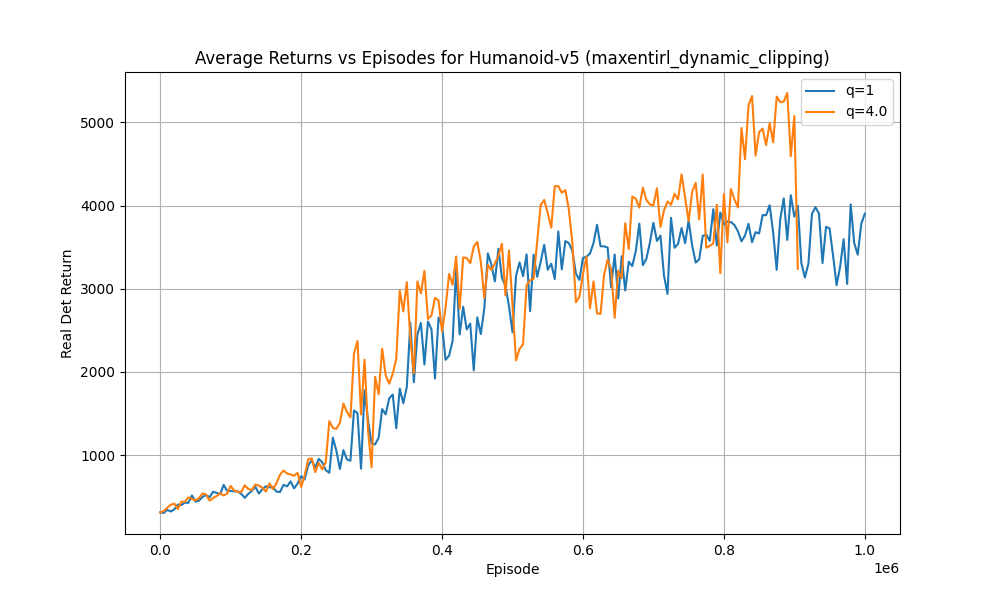 Average Returns vs Episodes for Humanoid-v5 (maxentirl_dynamic_clipping)
q=1
q=4.0
Real Det Return
5000
4000
3000
2000
1000
0.0
0.2
0.4
0.6
0.8
1.0
1e6
Episode